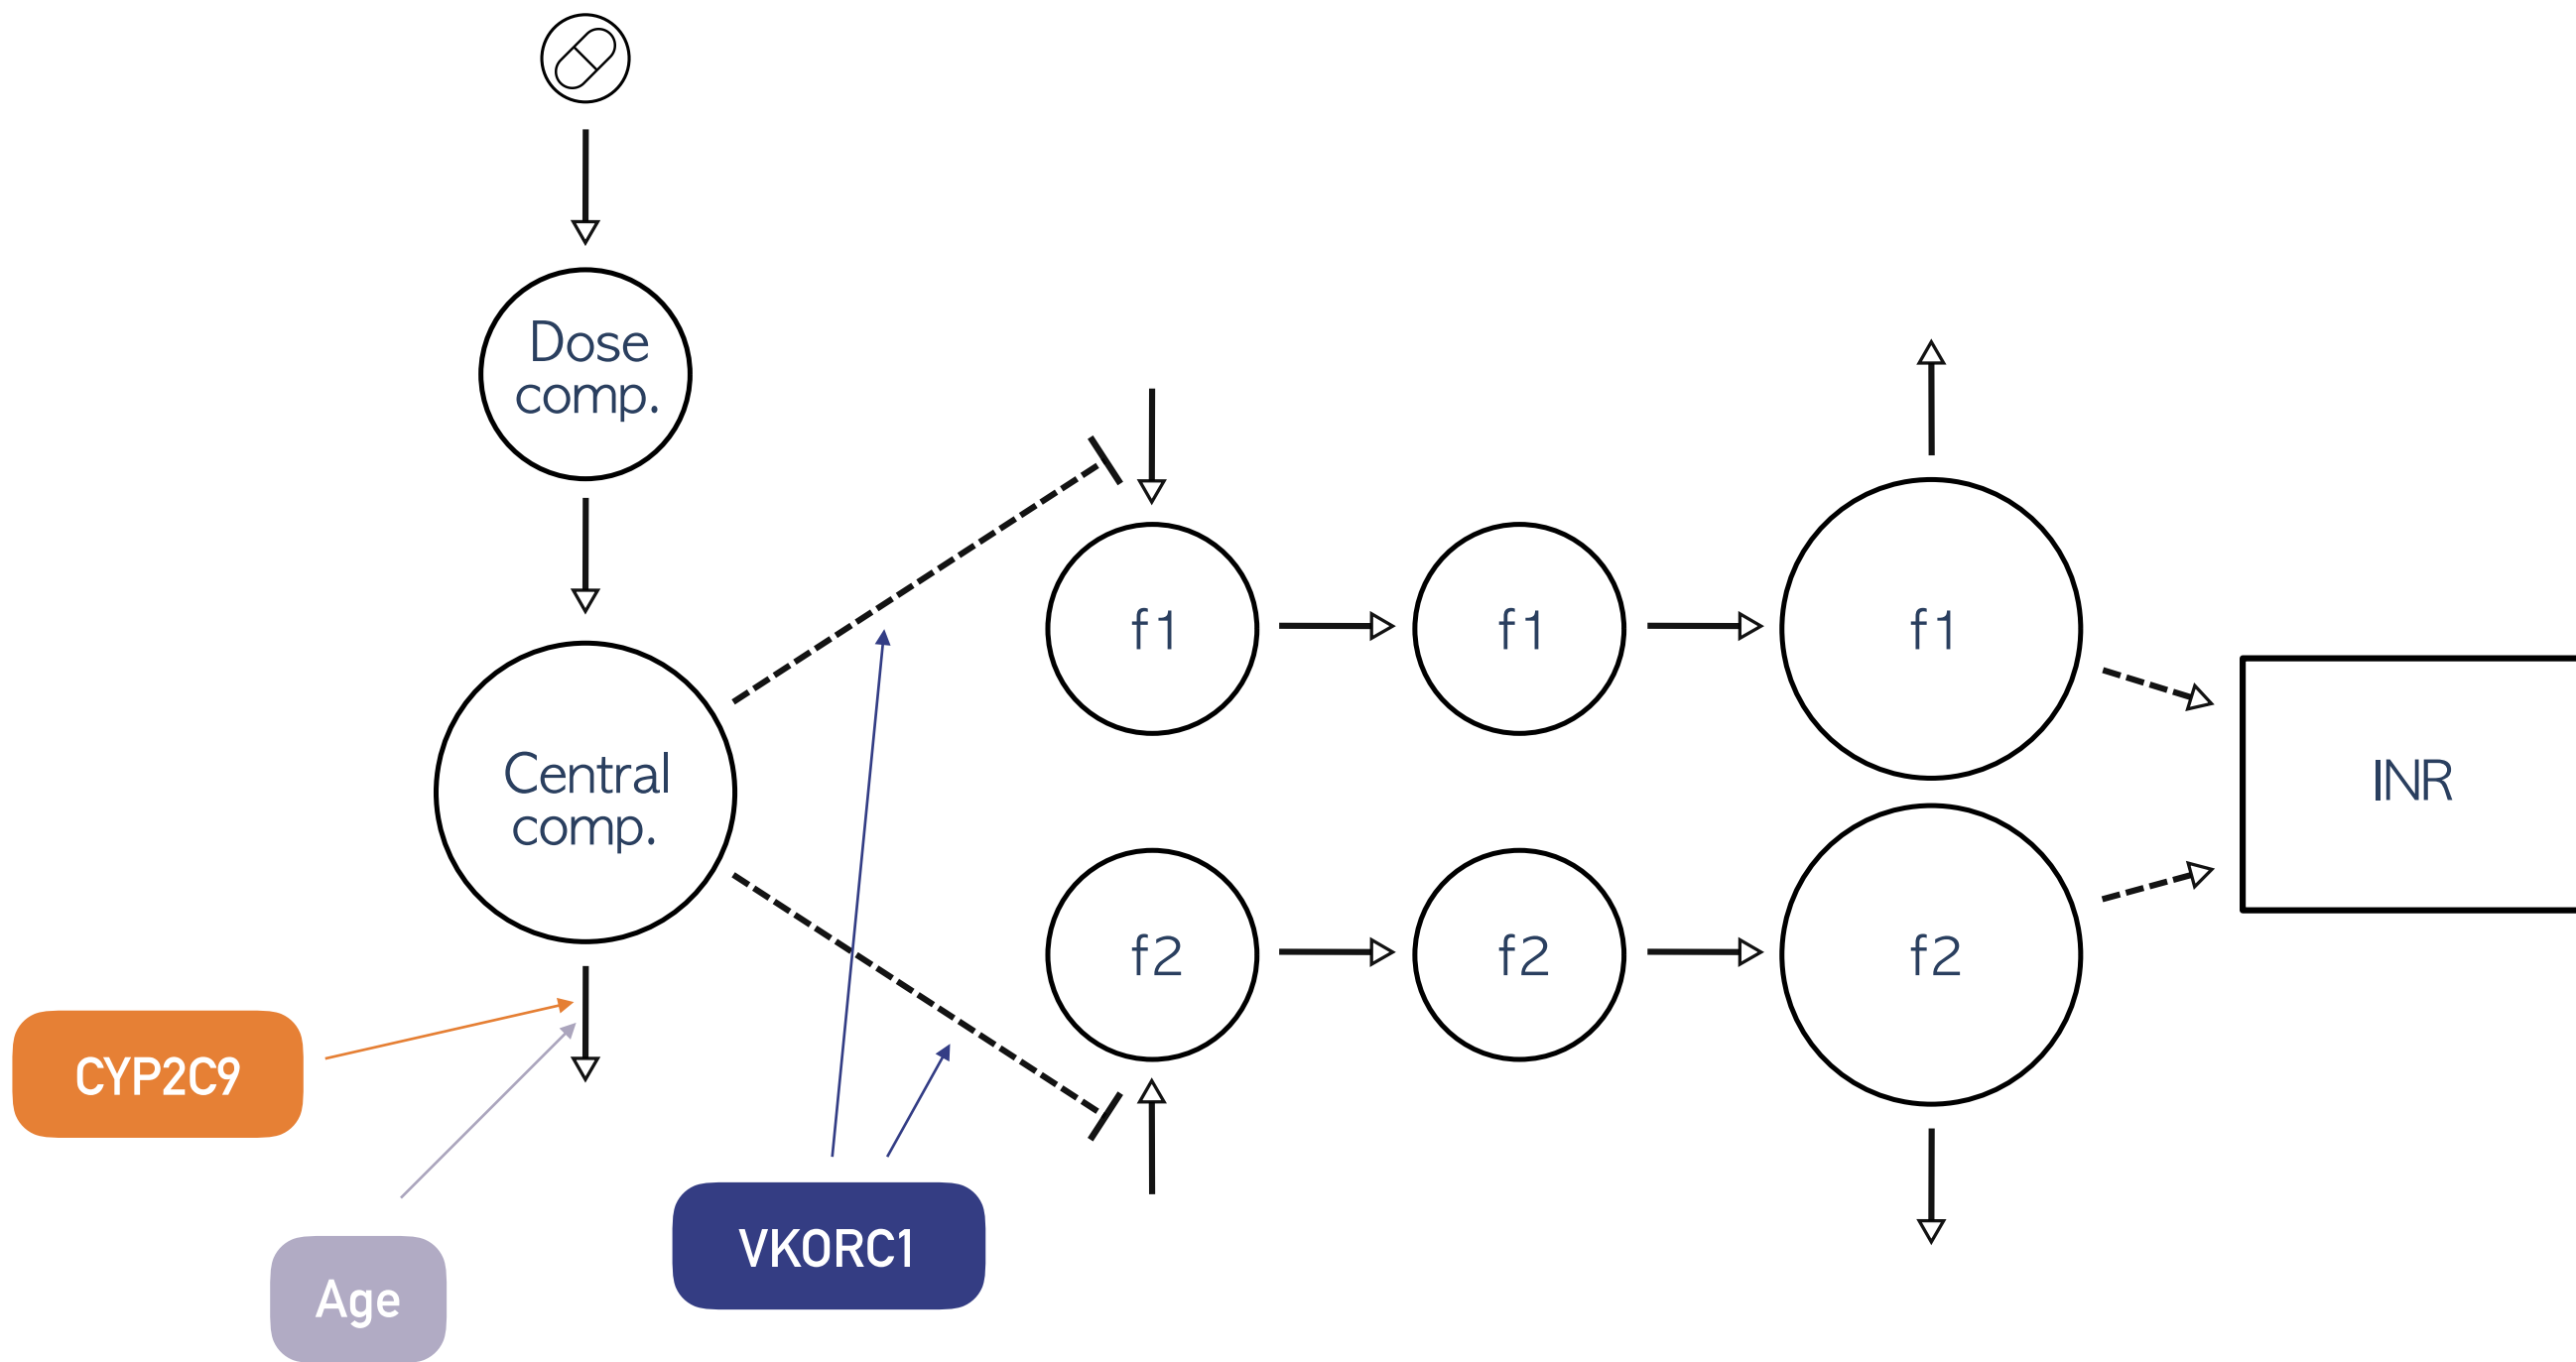 Dose
comp.
Central
comp.
f1
f1
f1
f2
f2
f2
INR
CYP2C9
Age
VKORC1